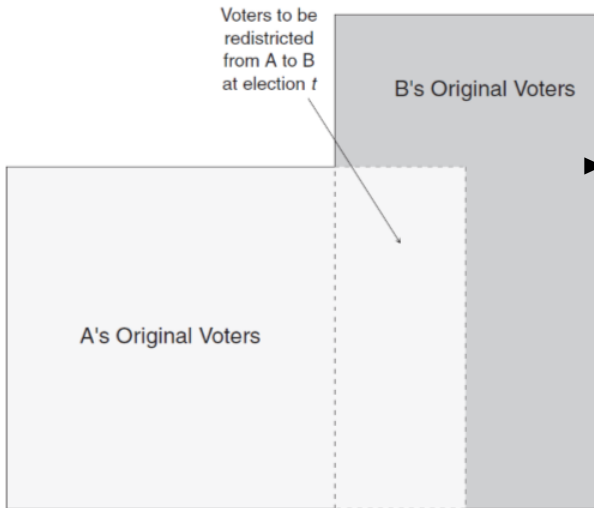 Voters to be
redistricted
from A to B
at election t
B's Original Voters
A's Original Voters